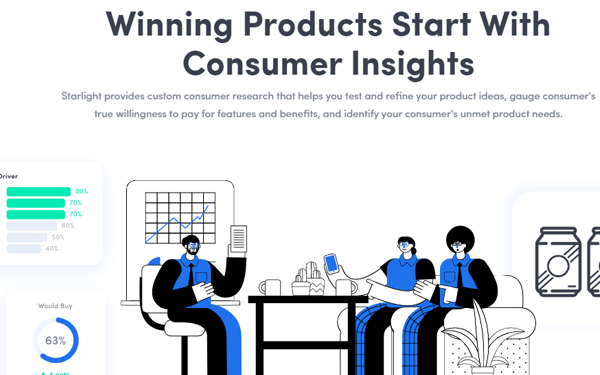 Winning Products Start With
Consumer Insights
Starlight provides custom consumer research that helps you test and refine your product ideas, gauge consumer's
true willingness to pay for features and benefits, and identify your consumer's unmet product needs.
Driver
80%
70%
70%
60%
50%
40%
Would Buy
63%